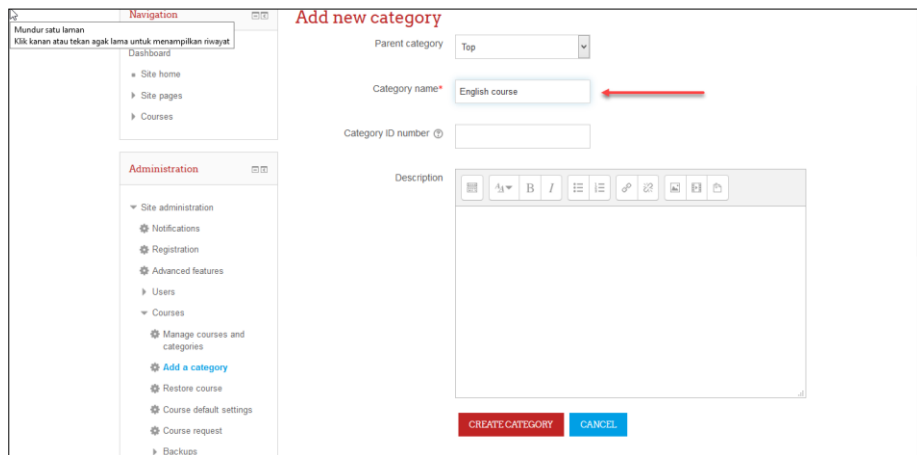 Mundur satu laman
Klik kanan atau tekan agak lama untuk menampilkan riwayat
Navigation
Dashboard
Site home
Site pages
Courses
Administration
Site administration
Notifications
Registration
Advanced features
Users
Courses
Manage courses and
categories
Add a category
Restore course
Course default settings
Course request
Backups
Add new category
Parent category
Top
Category name*
English course
Category ID number
Description
B I
CREATE CATEGORY
CANCEL